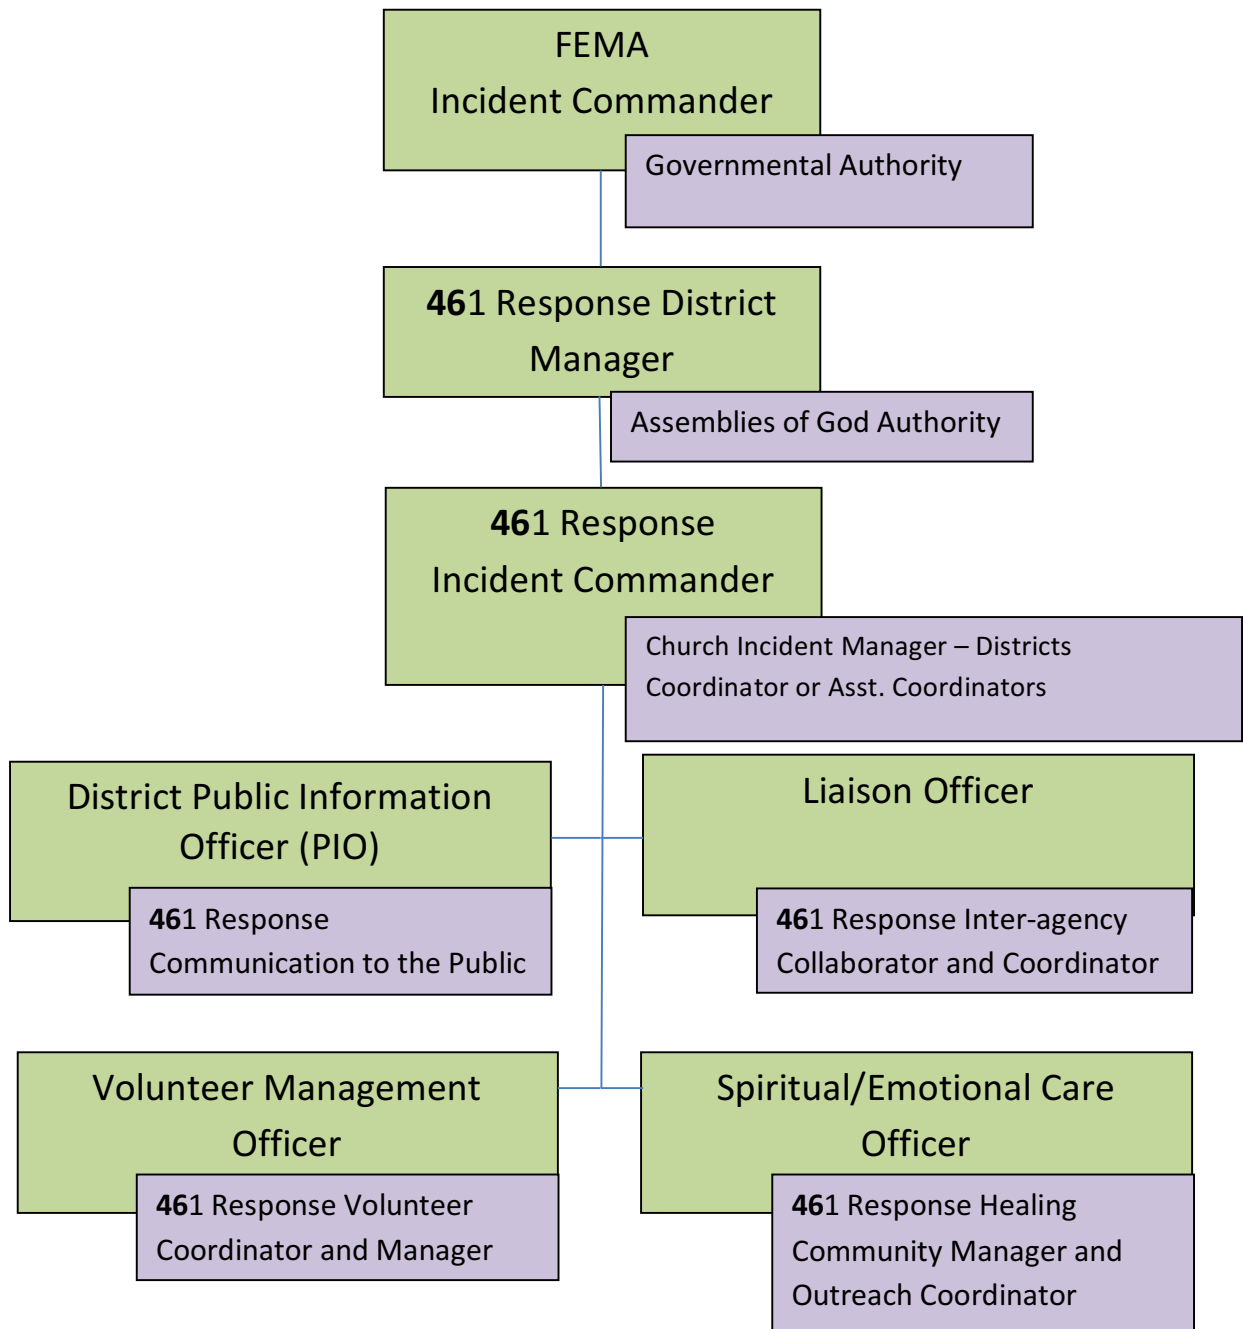 FEMA
Incident Commander
Governmental Authority
461 Response District
Manager
Assemblies of God Authority
461 Response
Incident Commander
Church Incident Manager – Districts
Coordinator or Asst. Coordinators
District Public Information
Officer (PIO)
461 Response
Communication to the Public
Liaison Officer
461 Response Inter-agency
Collaborator and Coordinator
Volunteer Management
Officer
461 Response Volunteer
Coordinator and Manager
Spiritual/Emotional Care
Officer
461 Response Healing
Community Manager and
Outreach Coordinator